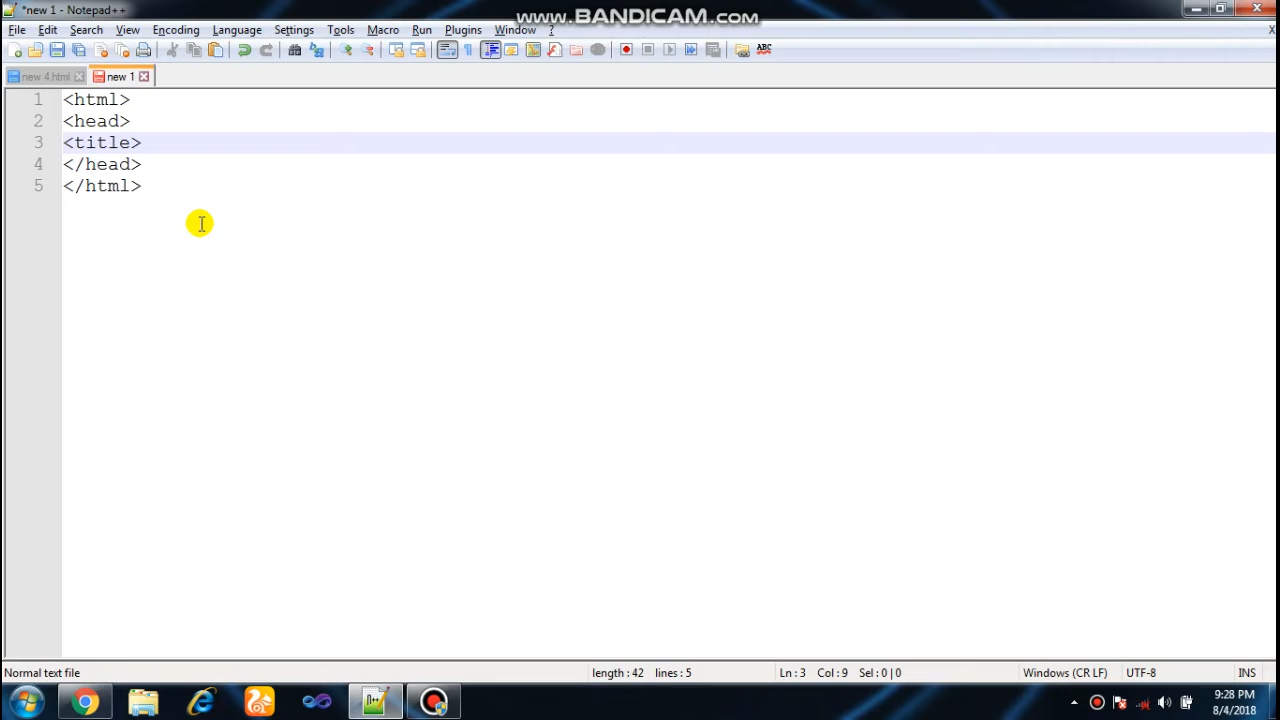 *new 1 - Notepad++
www.BANDICAM.com
File Edit Search View Encoding Language Settings Tools Macro Run Plugins Window ? X
new 4.html new 1
1 <html>
2 <head>
3 <title>
4 </head>
5 </html>
Normal text file length : 42 lines : 5 Ln : 3 Col : 9 Sel : 0 | 0 Windows (CR LF) UTF-8 INS
9:28 PM
8/4/2018